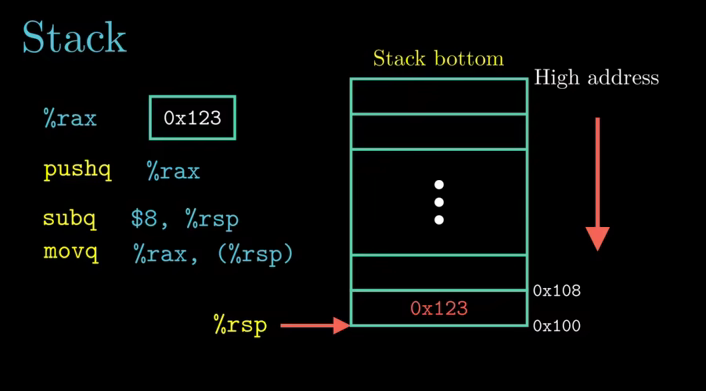 Stack
Stack bottom
High address
%rax 0x123
pushq %rax
subq $8, %rsp
movq %rax, (%rsp)
0x108
0x123
%rsp
0x100